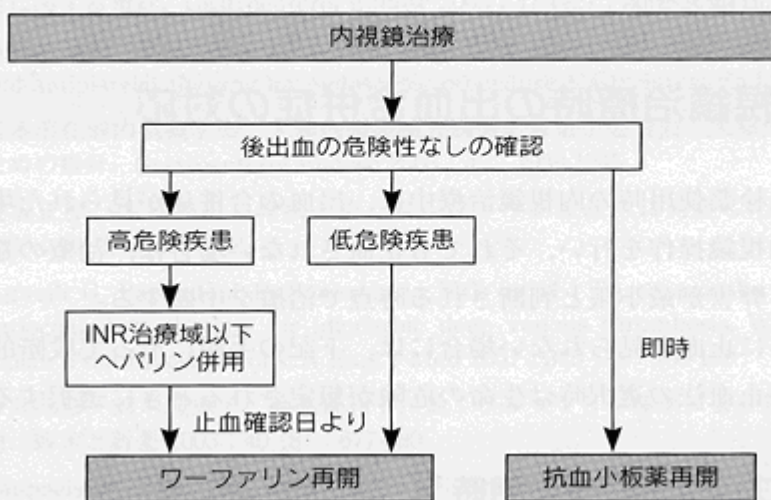 内視鏡治療
後出血の危険性なしの確認
高危険疾患
低危険疾患
INR治療域以下
ヘパリン併用
即時
止血確認日より
ワーファリン再開
抗血小板薬再開